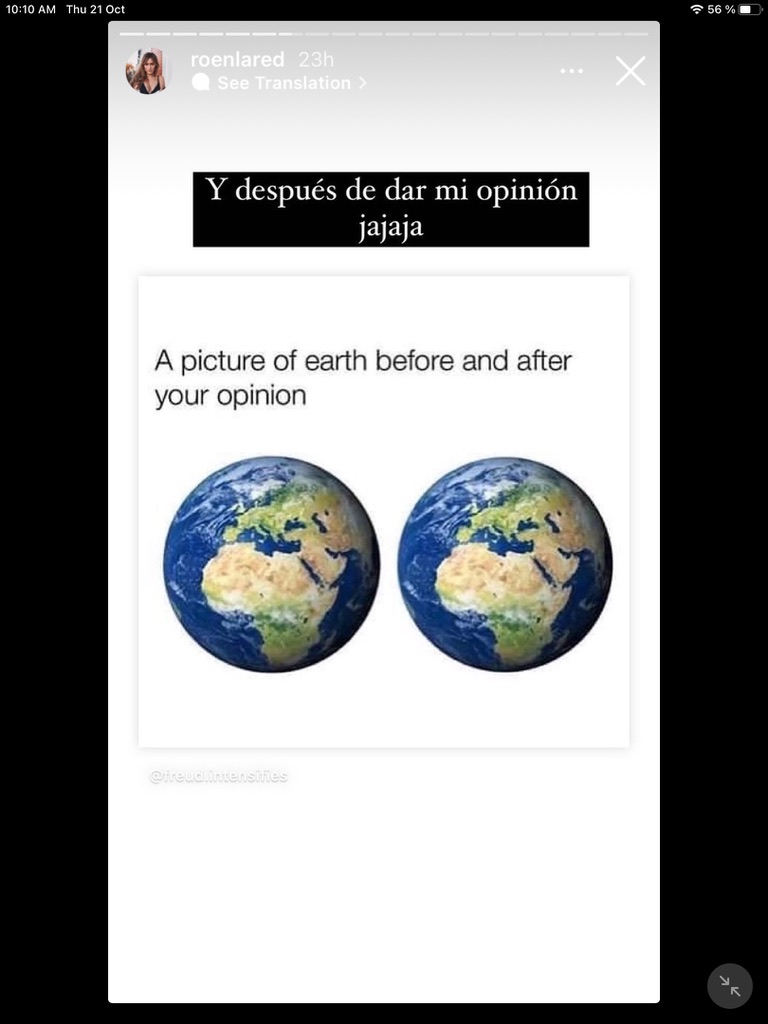 10:10 AM Thu 21 Oct
56 %
roenlared 23h
See Translation
Y después de dar mi opinión
jajaja
A picture of earth before and after
your opinion
@freud.intensifies